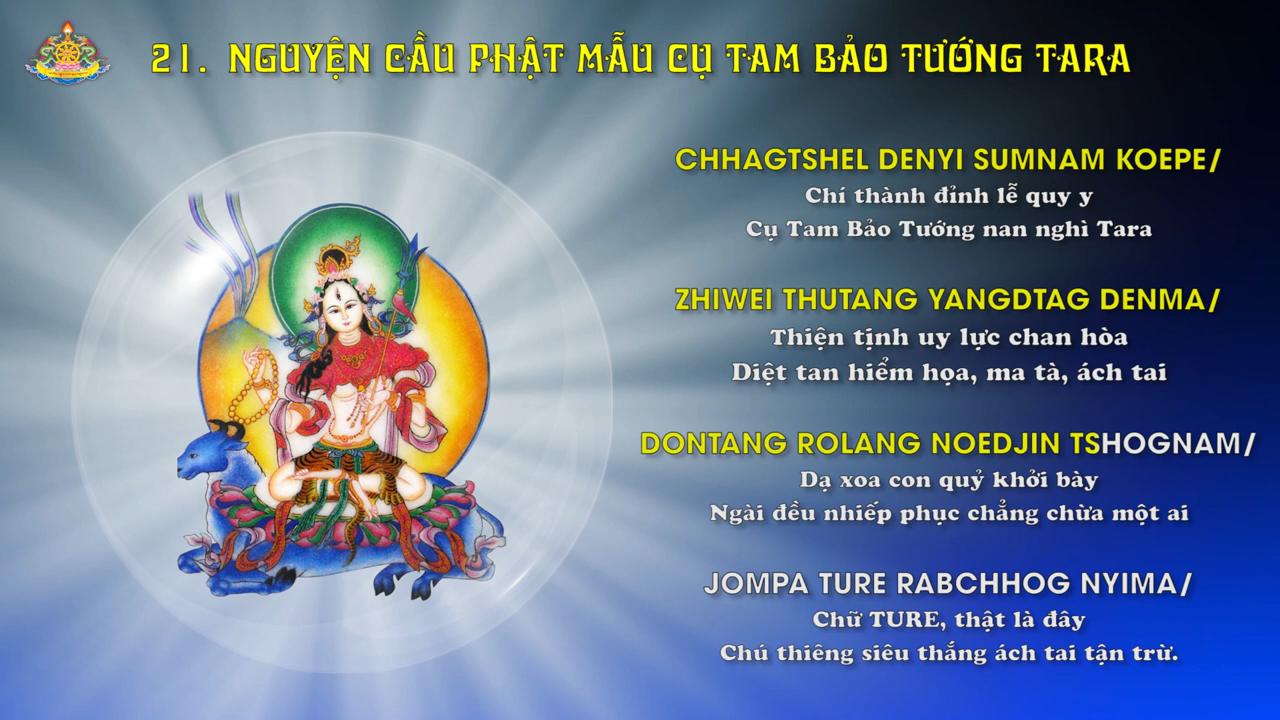 21. NGUYỆN CẦU PHẬT MẪU CỤ TAM BẢO TƯỚNG TARA
CHHAGTSHEL DENYI SUMNAM KOEPE/
Chí thành đỉnh lễ quy y
Cụ Tam Bảo Tướng nan nghì Tara
ZHIWEI THUTANG YANGDTAG DENMA/
Thiện tịnh uy lực chan hòa
Diệt tan hiểm họa, ma tà, ách tai
DONTANG ROLANG NOEDJIN TSHOGNAM/
Dạ xoa con quỷ khởi bày
Ngài đều nhiếp phục chẳng chừa một ai
JOMPA TURE RABCHHOG NYIMA/
Chữ TURE, thật là đây
Chú thiêng siêu thắng ách tai tận trừ.